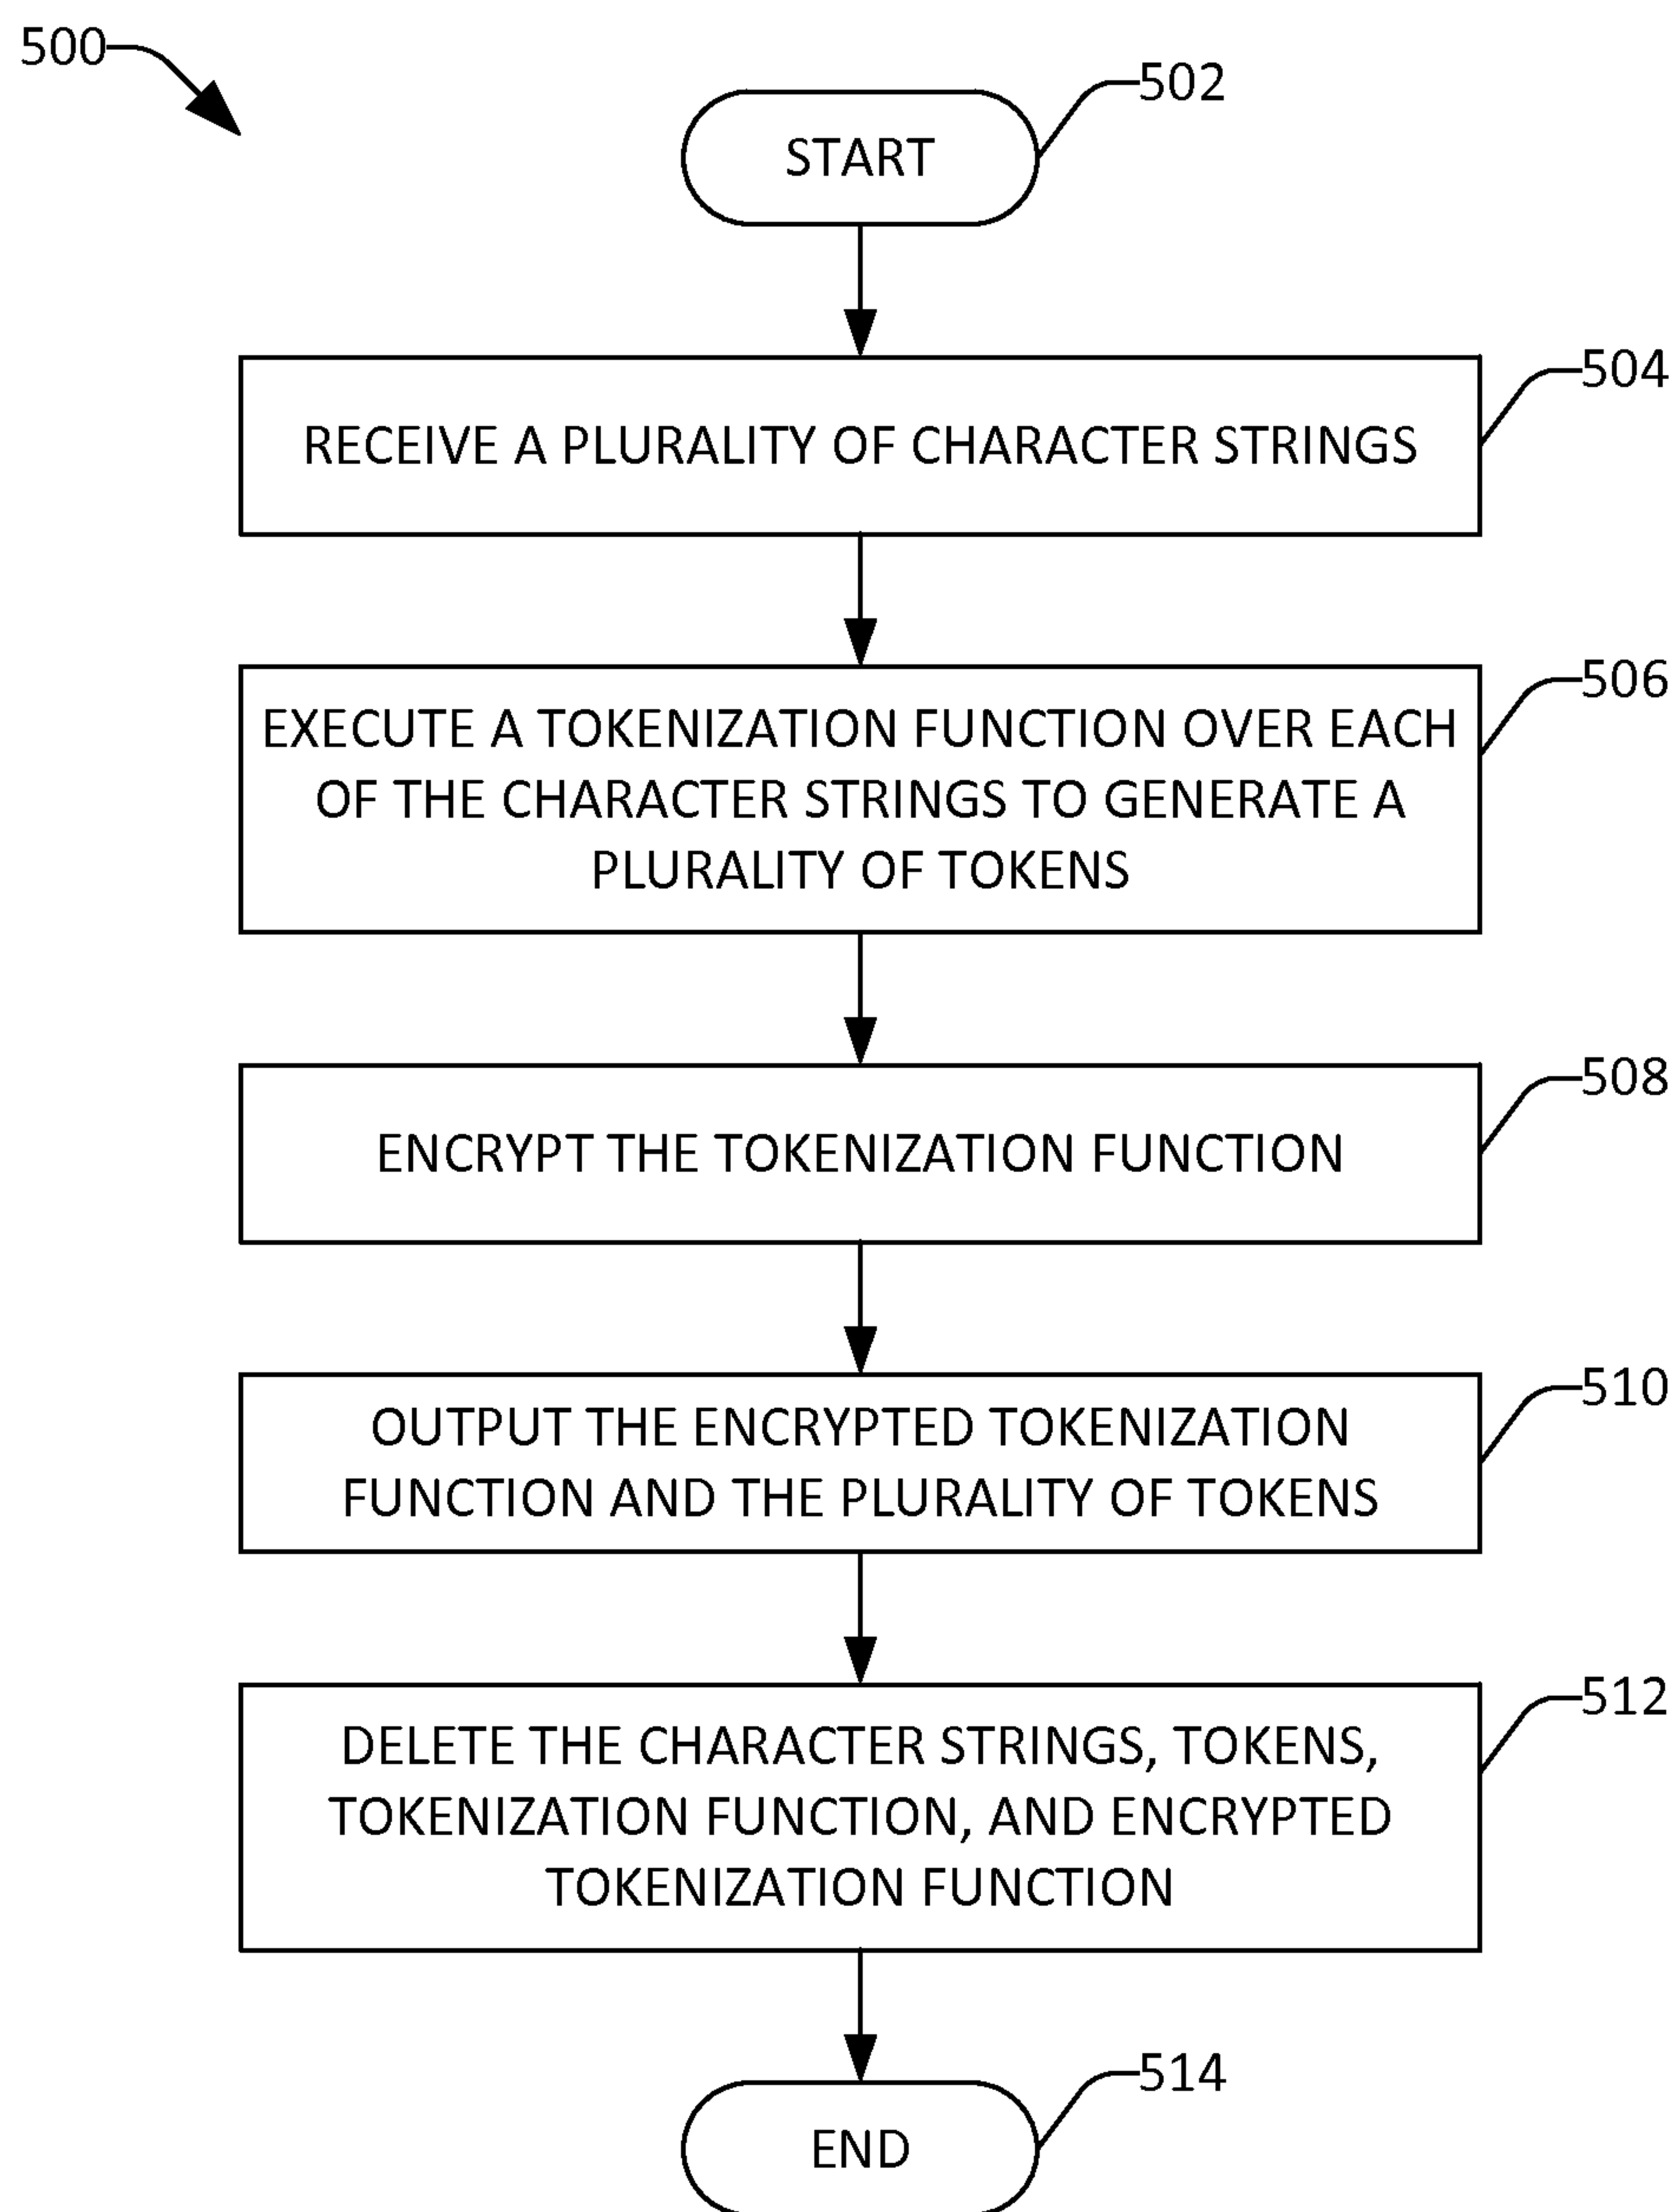 500
502
START
504
RECEIVE A PLURALITY OF CHARACTER STRINGS
506
EXECUTE A TOKENIZATION FUNCTION OVER EACH
OF THE CHARACTER STRINGS TO GENERATE A
PLURALITY OF TOKENS
508
ENCRYPT THE TOKENIZATION FUNCTION
510
OUTPUT THE ENCRYPTED TOKENIZATION
FUNCTION AND THE PLURALITY OF TOKENS
512
DELETE THE CHARACTER STRINGS, TOKENS,
TOKENIZATION FUNCTION, AND ENCRYPTED
TOKENIZATION FUNCTION
514
END